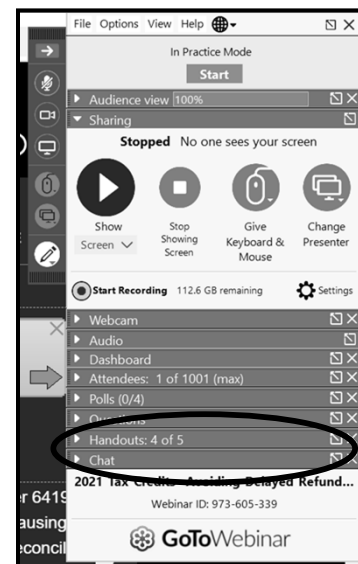 File Options View Help
In Practice Mode
Start
Audience view 100%
Sharing
Stopped No one sees your screen
Show
Screen
Stop
Showing
Screen
Give
Keyboard &
Mouse
Change
Presenter
Start Recording 112.6 GB remaining
Settings
Webcam
Audio
Dashboard
Attendees: 1 of 1001 (max)
Polls (0/4)
Questions
Handouts: 4 of 5
Chat
2021 Tax Credits Avoiding Delayed Refund...
Webinar ID: 973-605-339
GoToWebinar
r 6419
ausing
econcil